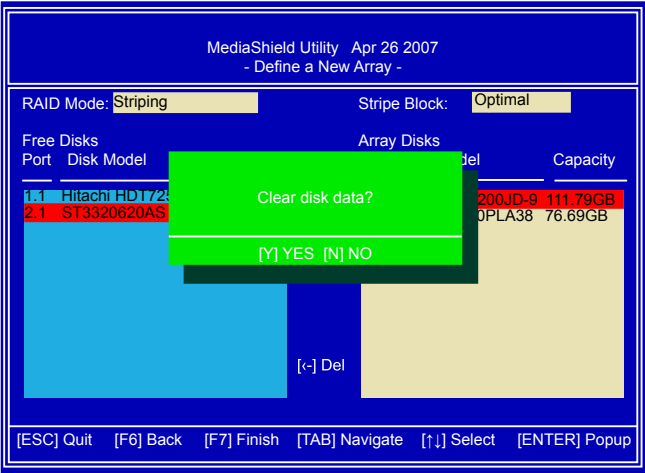 MediaShield Utility Apr 26 2007
- Define a New Array -
RAID Mode: Striping Stripe Block: Optimal
Free Disks Array Disks
Port Disk Model Capacity
1.1 Hitachi 200JD-9 111.79GB
2.1 ST3320620AS 0PLA38 76.69GB
Clear disk data?
[Y] YES [N] NO
[‹-] Del
[ESC] Quit [F6] Back [F7] Finish [TAB] Navigate [↑↓] Select [ENTER] Popup